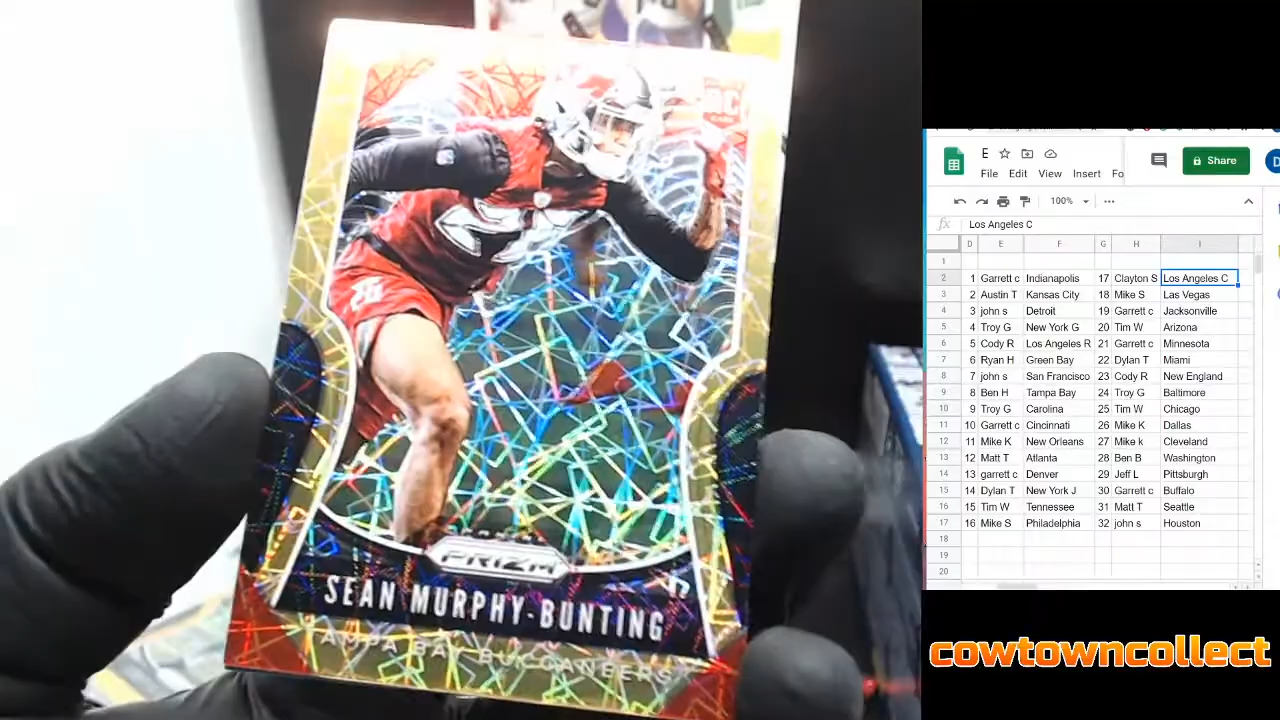 RC
26
PRIZM
SEAN MURPHY-BUNTING
TAMPA BAY BUCCANEERS
E
File Edit View Insert Fo
Share
D
100%
fx Los Angeles C
D E F G H I
1
2 1 Garrett c Indianapolis 17 Clayton S Los Angeles C
3 2 Austin T Kansas City 18 Mike S Las Vegas
4 3 john s Detroit 19 Garrett c Jacksonville
5 4 Troy G New York G 20 Tim W Arizona
6 5 Cody R Los Angeles R 21 Garrett c Minnesota
7 6 Ryan H Green Bay 22 Dylan T Miami
8 7 john s San Francisco 23 Cody R New England
9 8 Ben H Tampa Bay 24 Troy G Baltimore
10 9 Troy G Carolina 25 Tim W Chicago
11 10 Garrett c Cincinnati 26 Mike K Dallas
12 11 Mike K New Orleans 27 Mike k Cleveland
13 12 Matt T Atlanta 28 Ben B Washington
14 13 garrett c Denver 29 Jeff L Pittsburgh
15 14 Dylan T New York J 30 Garrett c Buffalo
16 15 Tim W Tennessee 31 Matt T Seattle
17 16 Mike S Philadelphia 32 john s Houston
18
19
20
cowtowncollect